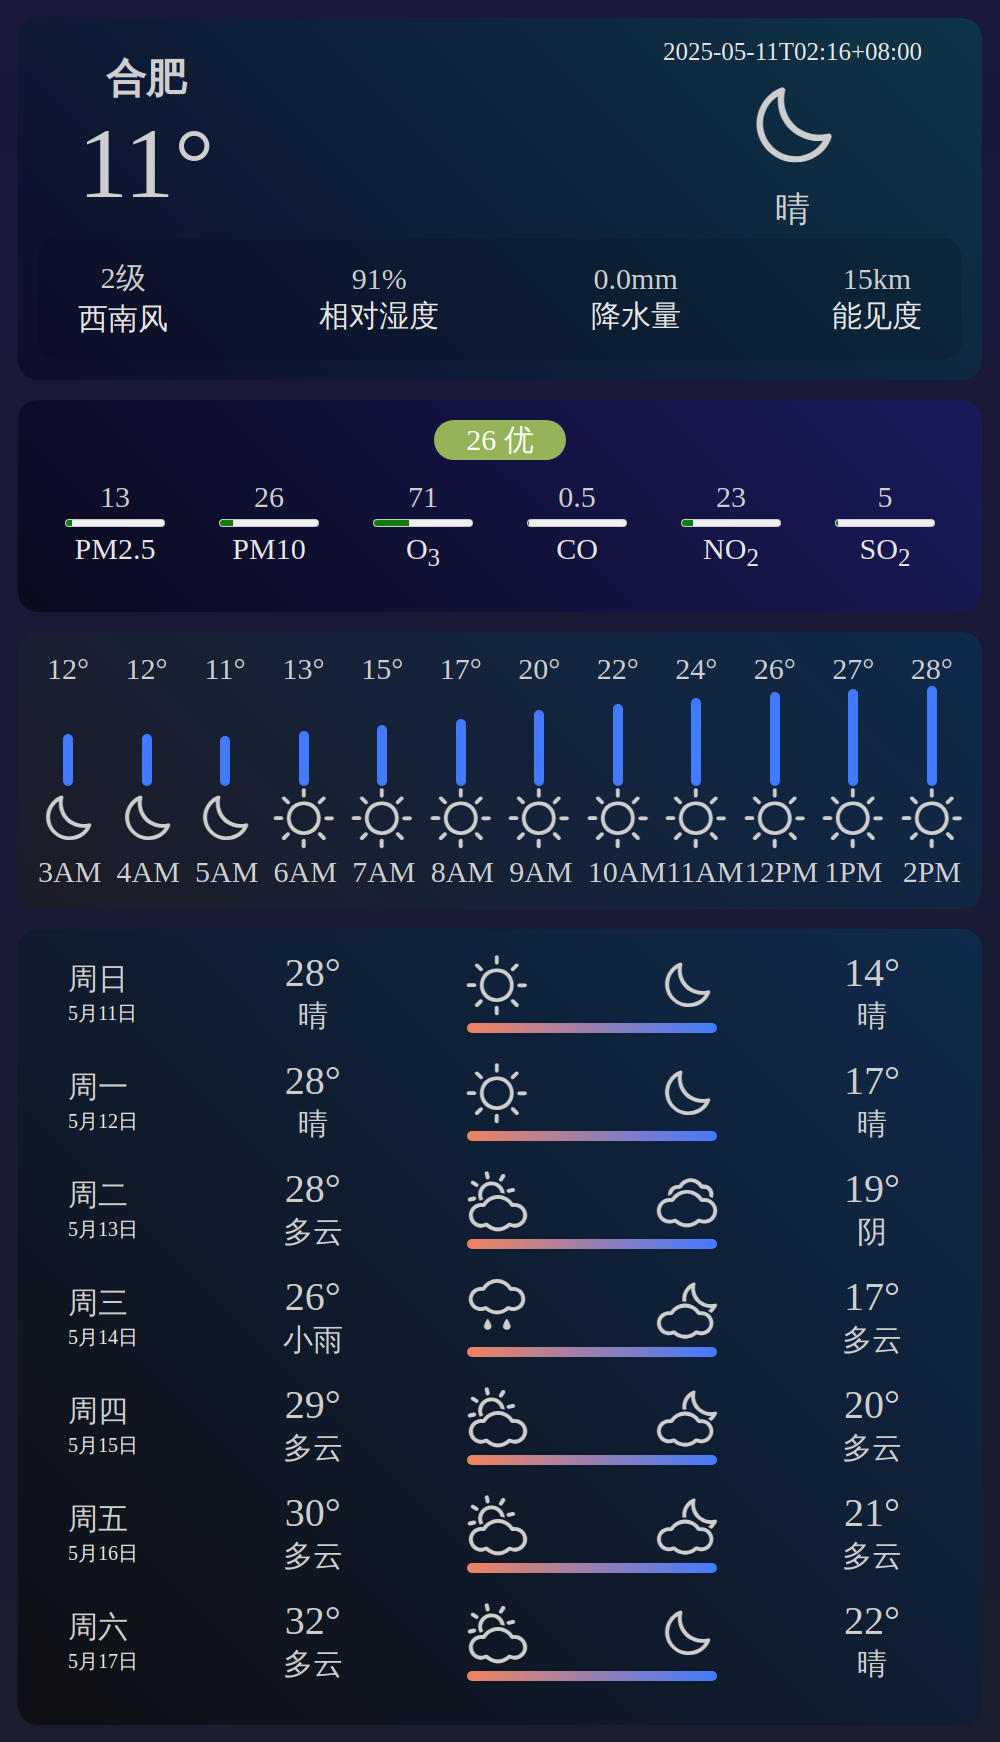 合肥
11°
2025-05-11T02:16+08:00
晴
2级 91% 0.0mm 15km
西南风 相对湿度 降水量 能见度
26 优
13 26 71 0.5 23 5
PM2.5 PM10 O3 CO NO2 SO2
12° 12° 11° 13° 15° 17° 20° 22° 24° 26° 27° 28°
3AM 4AM 5AM 6AM 7AM 8AM 9AM 10AM 11AM 12PM 1PM 2PM
周日 28° 14°
5月11日 晴 晴
周一 28° 17°
5月12日 晴 晴
周二 28° 19°
5月13日 多云 阴
周三 26° 17°
5月14日 小雨 多云
周四 29° 20°
5月15日 多云 多云
周五 30° 21°
5月16日 多云 多云
周六 32° 22°
5月17日 多云 晴